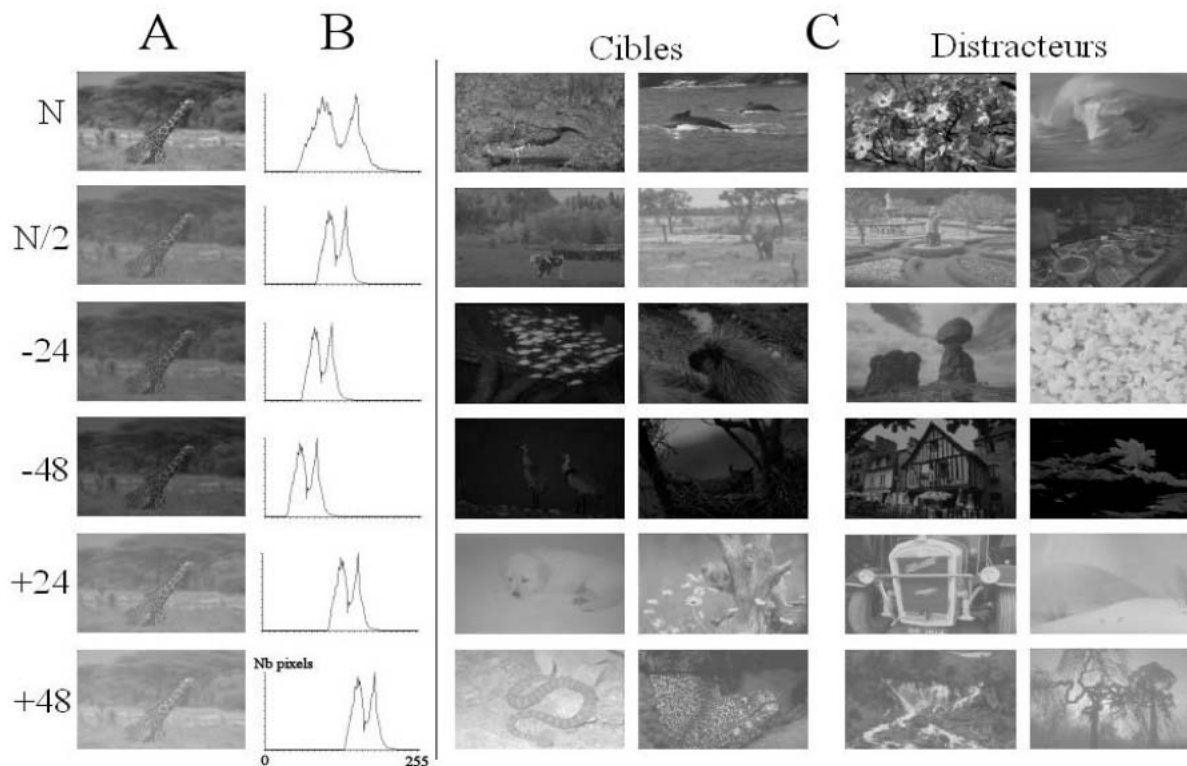 A B C
Cibles Distracteurs
N
N/2
-24
-48
+24
+48
Nb pixels
0 255